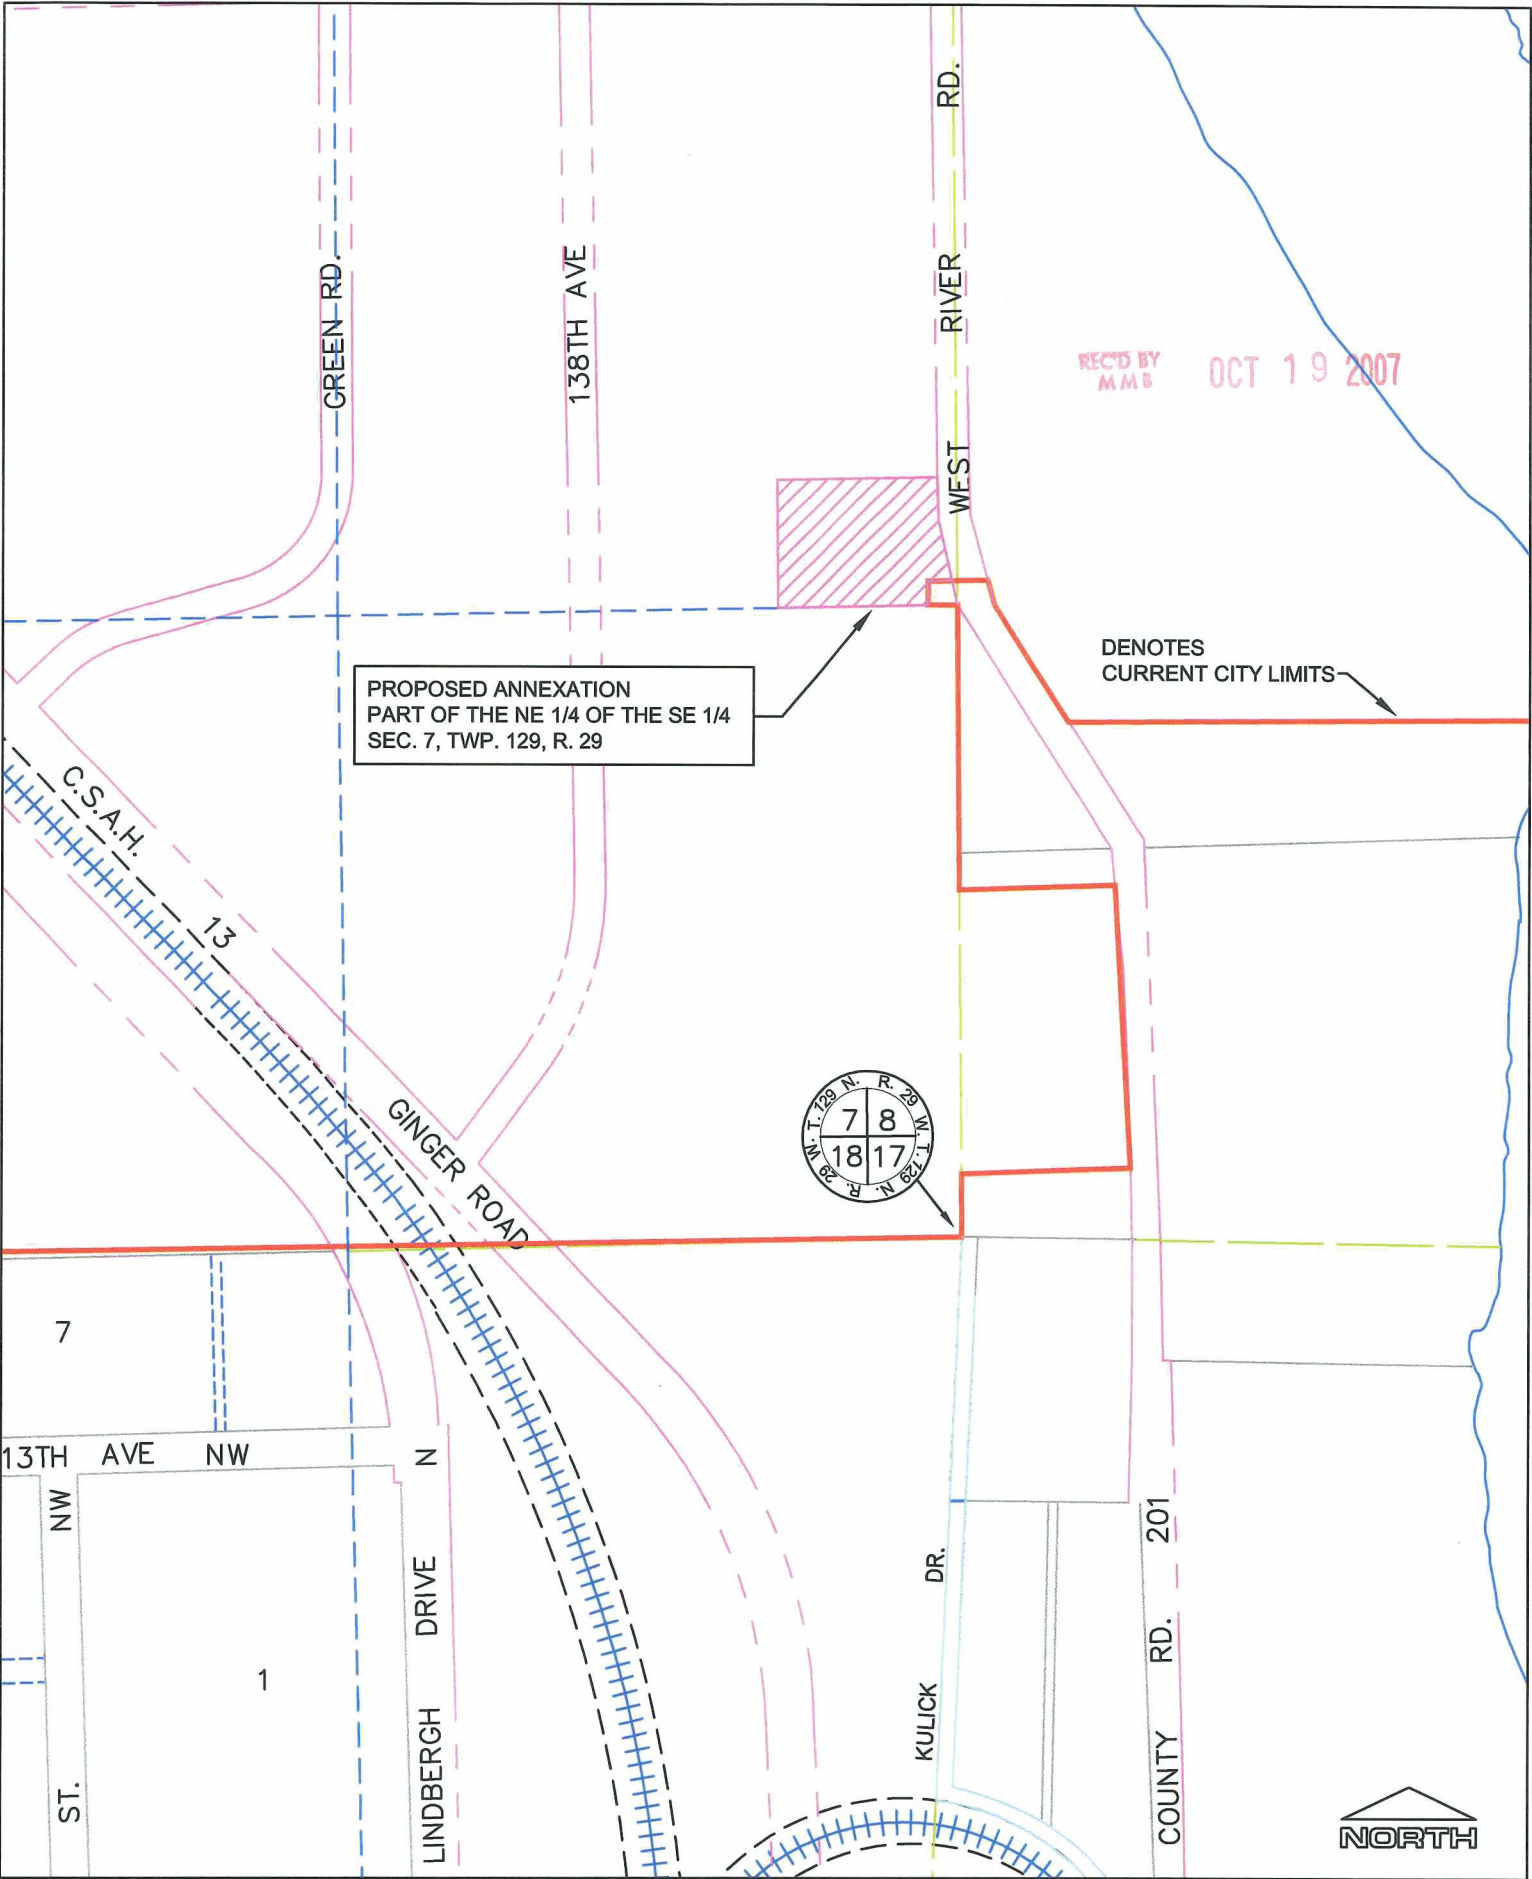 GREEN RD.
138TH AVE
WEST RIVER RD.
REC'D BY
MMB
OCT 19 2007
PROPOSED ANNEXATION
PART OF THE NE 1/4 OF THE SE 1/4
SEC. 7, TWP. 129, R. 29
DENOTES
CURRENT CITY LIMITS
C.S.A.H. 13
GINGER ROAD
T. 129 N. R. 29 W.
7 8
18 17
R. 29 W. T. 129 N.
7
13TH AVE NW
NW ST.
1
LINDBERGH DRIVE N
KULICK DR.
COUNTY RD. 201
NORTH